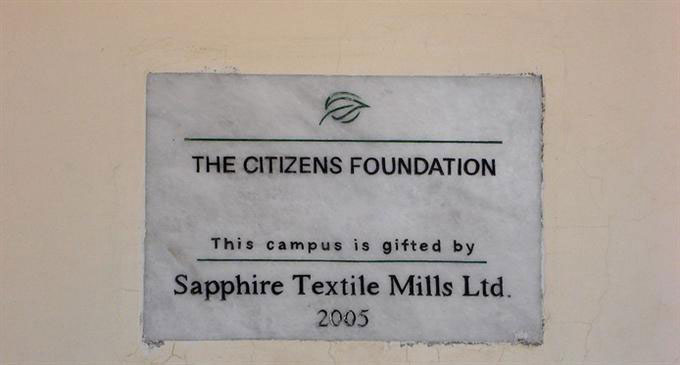 THE CITIZENS FOUNDATION
This campus is gifted by
Sapphire Textile Mills Ltd.
2005